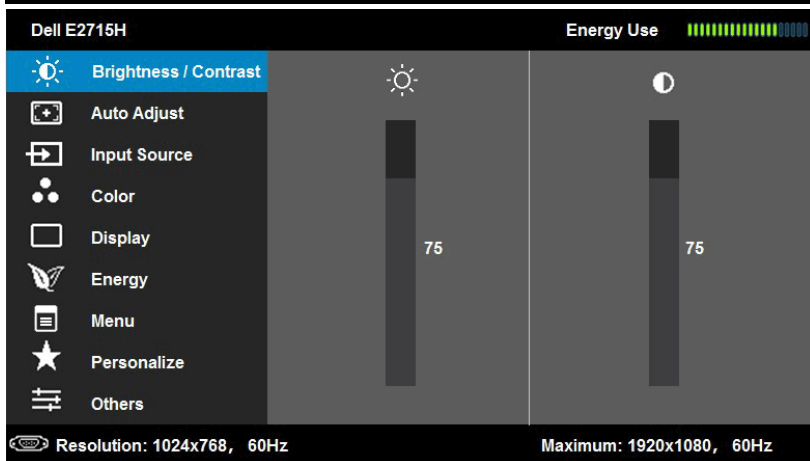 Dell E2715H Energy Use
Brightness / Contrast
Auto Adjust
Input Source
Color
Display
75 75
Energy
Menu
Personalize
Others
Resolution: 1024x768, 60Hz Maximum: 1920x1080, 60Hz